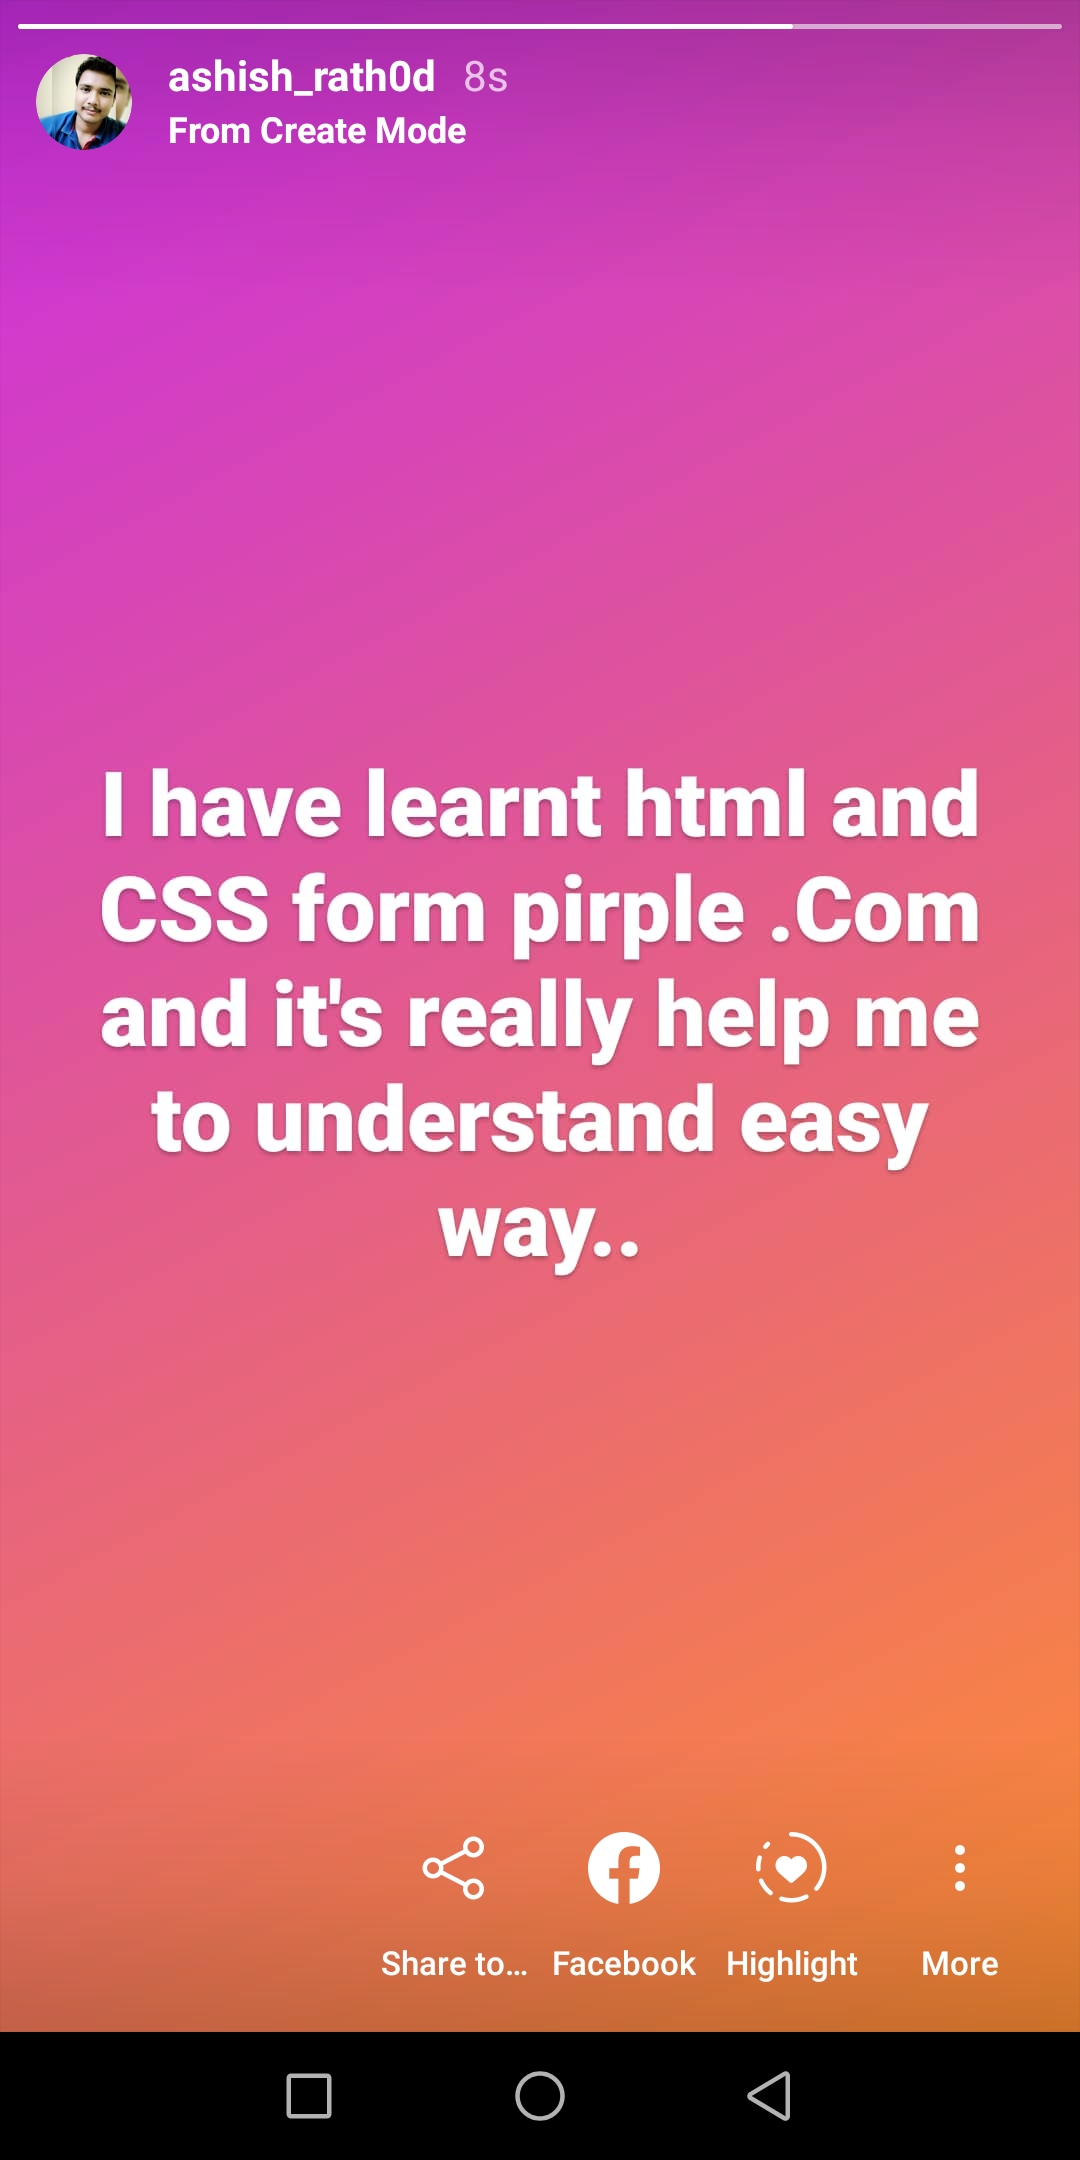 ashish_rath0d 8s
From Create Mode
I have learnt html and
CSS form pirple .Com
and it's really help me
to understand easy
way..
Share to... Facebook Highlight More